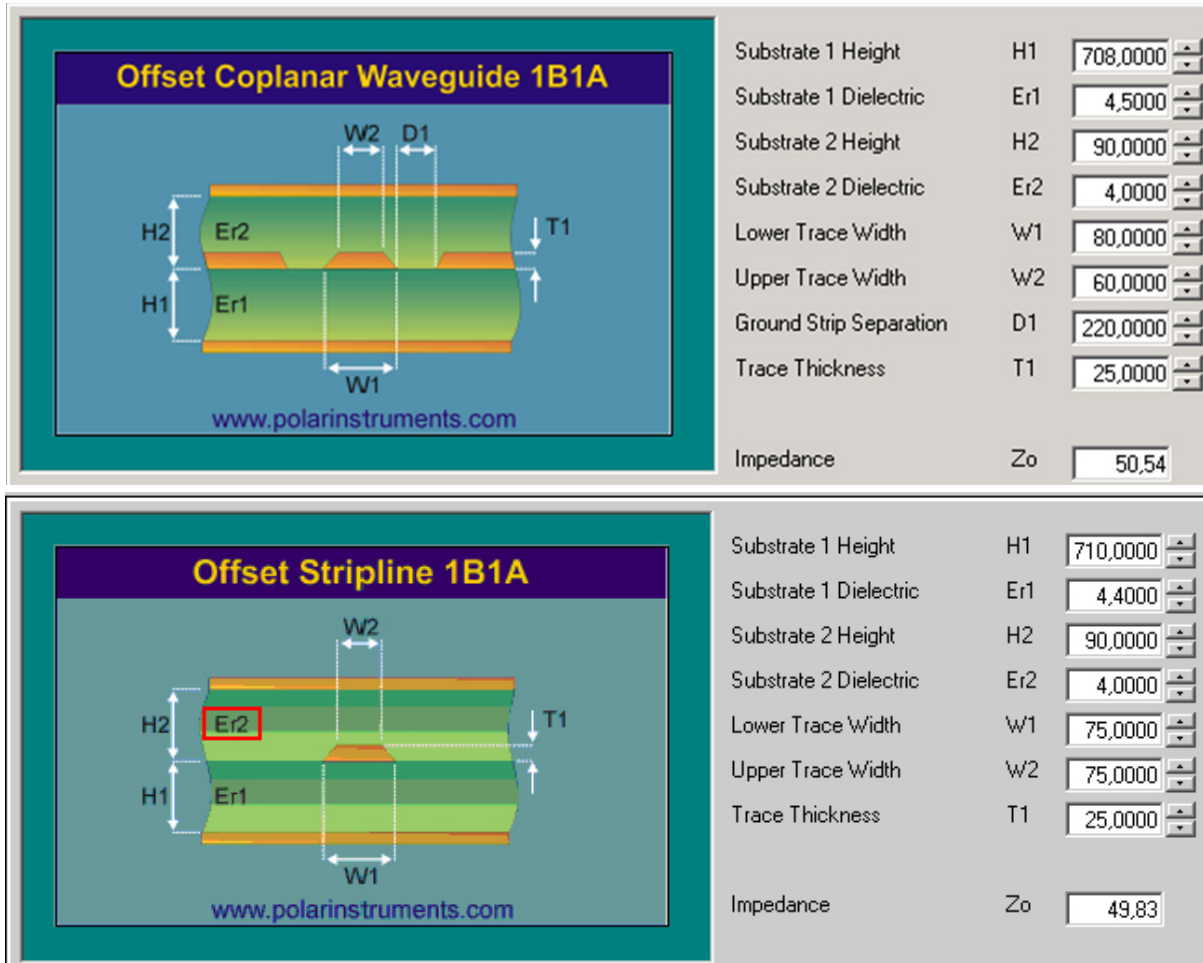 Offset Coplanar Waveguide 1B1A
W2 D1
H2 Er2 T1
H1 Er1
W1
www.polarinstruments.com
Substrate 1 Height H1 708,0000
Substrate 1 Dielectric Er1 4,5000
Substrate 2 Height H2 90,0000
Substrate 2 Dielectric Er2 4,0000
Lower Trace Width W1 80,0000
Upper Trace Width W2 60,0000
Ground Strip Separation D1 220,0000
Trace Thickness T1 25,0000
Impedance Zo 50,54
Offset Stripline 1B1A
W2
H2 Er2 T1
H1 Er1
W1
www.polarinstruments.com
Substrate 1 Height H1 710,0000
Substrate 1 Dielectric Er1 4,4000
Substrate 2 Height H2 90,0000
Substrate 2 Dielectric Er2 4,0000
Lower Trace Width W1 75,0000
Upper Trace Width W2 75,0000
Trace Thickness T1 25,0000
Impedance Zo 49,83